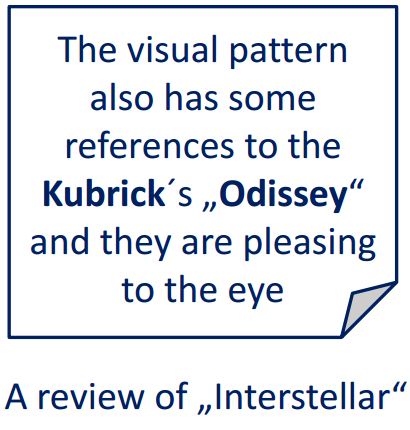 The visual pattern
also has some
references to the
Kubrick´s „Odissey“
and they are pleasing
to the eye
A review of „Interstellar“